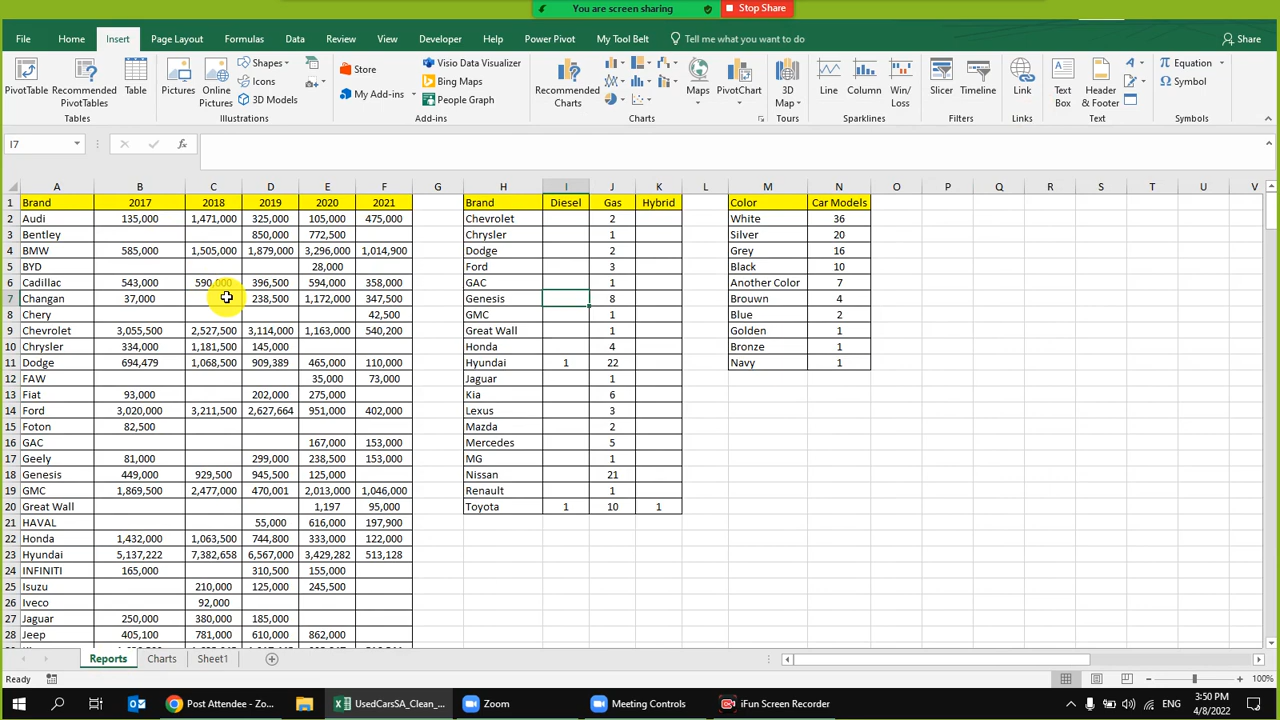 You are screen sharing Stop Share
File Home Insert Page Layout Formulas Data Review View Developer Help Power Pivot My Tool Belt Tell me what you want to do Share
PivotTable Recommended PivotTables Table
Tables
Pictures Online Pictures Shapes Icons 3D Models
Illustrations
Store My Add-ins Visio Data Visualizer Bing Maps People Graph
Add-ins
Recommended Charts Maps PivotChart
Charts
3D Map
Tours
Line Column Win/Loss
Sparklines
Slicer Timeline
Filters
Link
Links
Text Box Header & Footer
Text
Equation Symbol
Symbols
I7 fx
A B C D E F G H I J K L M N O P Q R S T U V
1 Brand 2017 2018 2019 2020 2021 Brand Diesel Gas Hybrid Color Car Models
2 Audi 135,000 1,471,000 325,000 105,000 475,000 Chevrolet 2 White 36
3 Bentley 850,000 772,500 Chrysler 1 Silver 20
4 BMW 585,000 1,505,000 1,879,000 3,296,000 1,014,900 Dodge 2 Grey 16
5 BYD 28,000 Ford 3 Black 10
6 Cadillac 543,000 590,000 396,500 594,000 358,000 GAC 1 Another Color 7
7 Changan 37,000 238,500 1,172,000 347,500 Genesis 8 Brouwn 4
8 Chery 42,500 GMC 1 Blue 2
9 Chevrolet 3,055,500 2,527,500 3,114,000 1,163,000 540,200 Great Wall 1 Golden 1
10 Chrysler 334,000 1,181,500 145,000 Honda 4 Bronze 1
11 Dodge 694,479 1,068,500 909,389 465,000 110,000 Hyundai 1 22 Navy 1
12 FAW 35,000 73,000 Jaguar 1
13 Fiat 93,000 202,000 275,000 Kia 6
14 Ford 3,020,000 3,211,500 2,627,664 951,000 402,000 Lexus 3
15 Foton 82,500 Mazda 2
16 GAC 167,000 153,000 Mercedes 5
17 Geely 81,000 299,000 238,500 153,000 MG 1
18 Genesis 449,000 929,500 945,500 125,000 Nissan 21
19 GMC 1,869,500 2,477,000 470,001 2,013,000 1,046,000 Renault 1
20 Great Wall 1,197 95,000 Toyota 1 10 1
21 HAVAL 55,000 616,000 197,900
22 Honda 1,432,000 1,063,500 744,800 333,000 122,000
23 Hyundai 5,137,222 7,382,658 6,567,000 3,429,282 513,128
24 INFINITI 165,000 310,500 155,000
25 Isuzu 210,000 125,000 245,500
26 Iveco 92,000
27 Jaguar 250,000 380,000 185,000
28 Jeep 405,100 781,000 610,000 862,000
Reports Charts Sheet1
Ready 100%
Post Attendee - Zo... UsedCarsSA_Clean_... Zoom Meeting Controls iFun Screen Recorder ENG 3:50 PM
4/8/2022